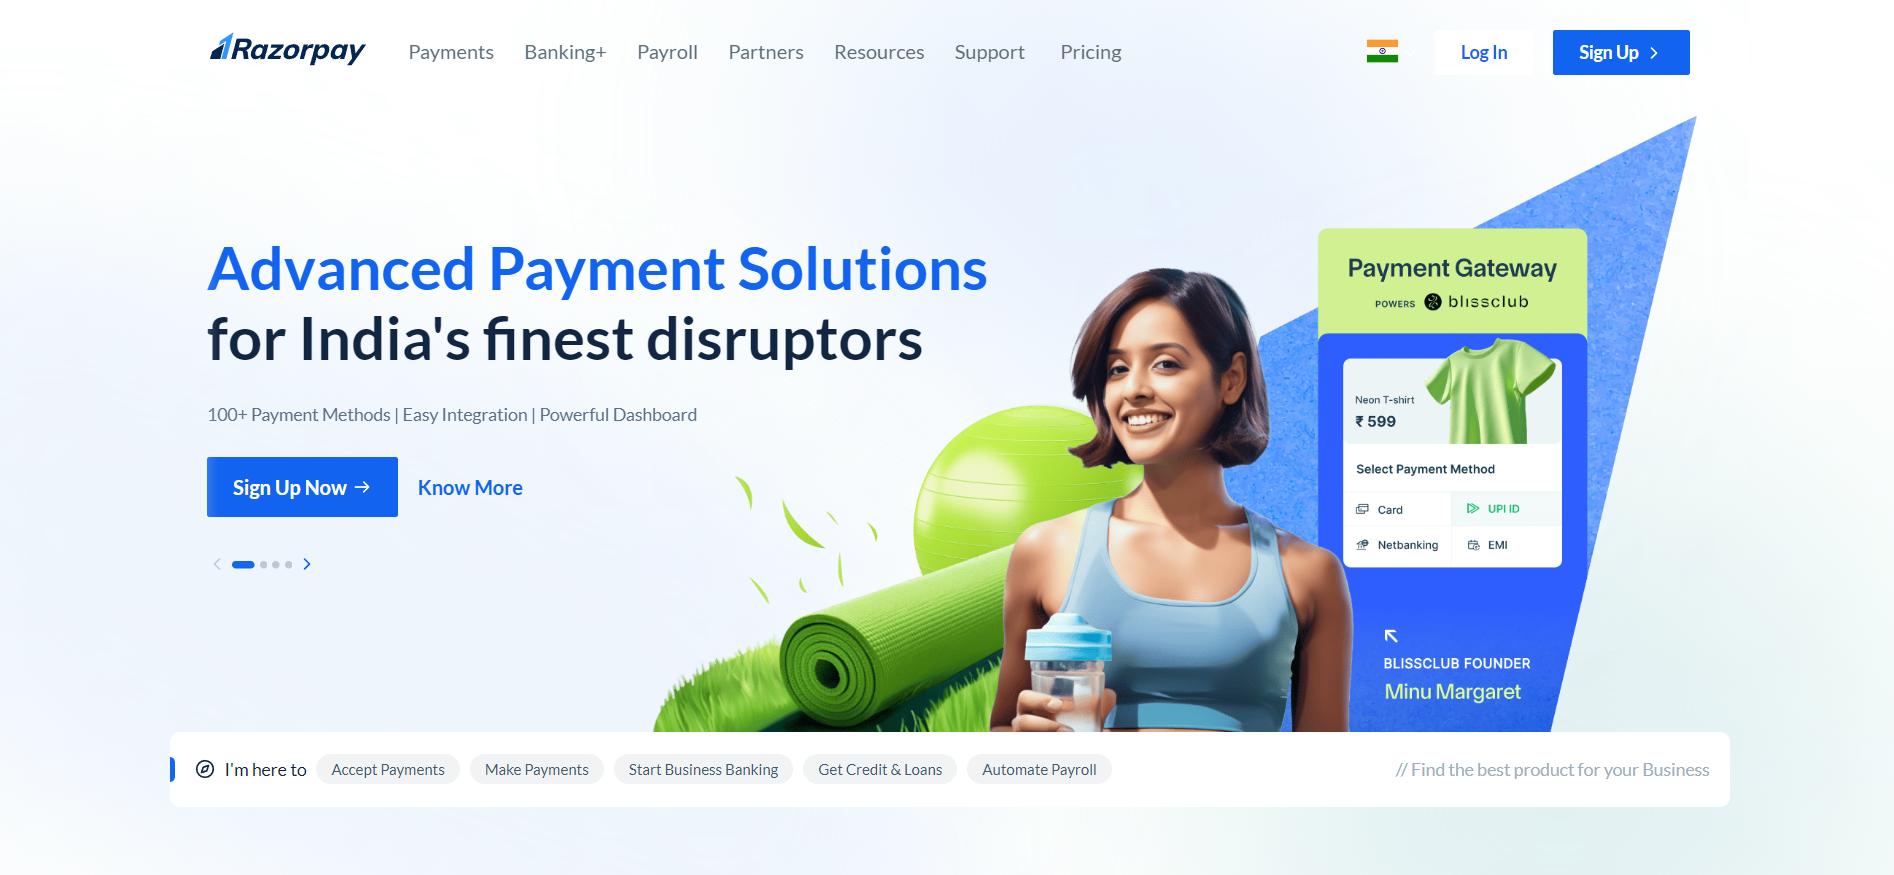 Razorpay
Payments Banking+ Payroll Partners Resources Support Pricing
Log In
Sign Up
Advanced Payment Solutions
for India's finest disruptors
100+ Payment Methods | Easy Integration | Powerful Dashboard
Sign Up Now
Know More
Payment Gateway
POWERS blissclub
Neon T-shirt
₹ 599
Select Payment Method
Card
UPI ID
Netbanking
EMI
BLISSCLUB FOUNDER
Minu Margaret
I'm here to
Accept Payments
Make Payments
Start Business Banking
Get Credit & Loans
Automate Payroll
// Find the best product for your Business